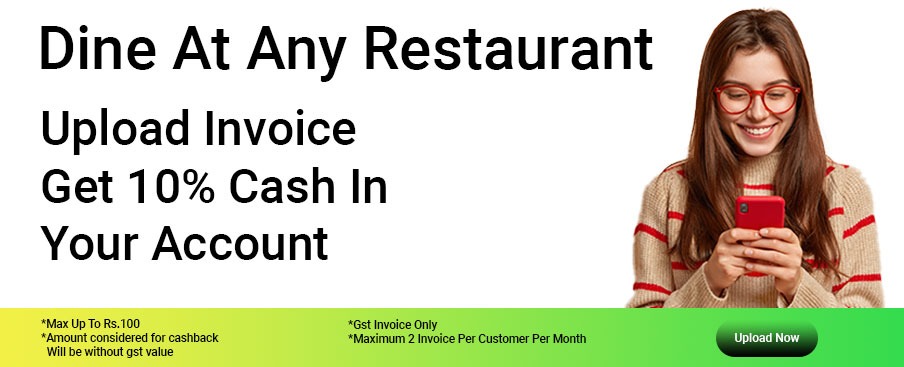 Dine At Any Restaurant
Upload Invoice
Get 10% Cash In
Your Account
*Max Up To Rs.100
*Amount considered for cashback
Will be without gst value
*Gst Invoice Only
*Maximum 2 Invoice Per Customer Per Month
Upload Now